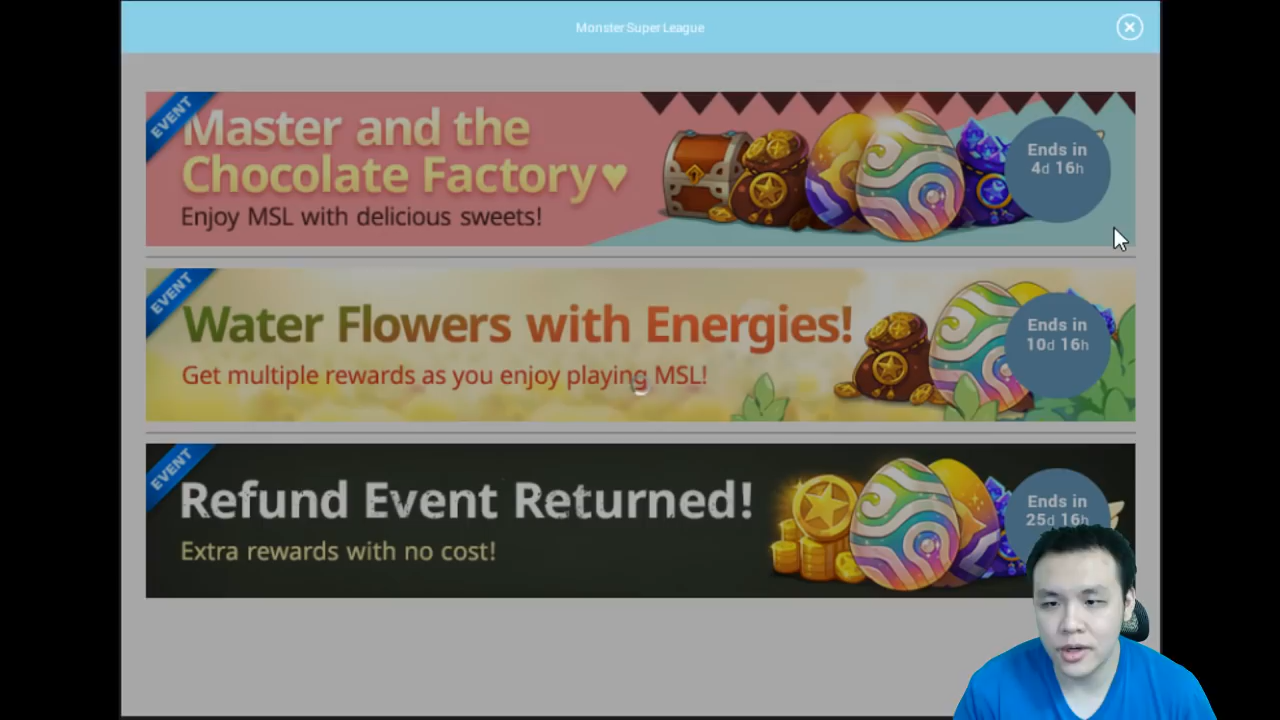 Monster Super League
EVENT
Master and the
Chocolate Factory♥
Enjoy MSL with delicious sweets!
Ends in
4d 16h
EVENT
Water Flowers with Energies!
Get multiple rewards as you enjoy playing MSL!
Ends in
10d 16h
EVENT
Refund Event Returned!
Extra rewards with no cost!
Ends in
25d 16h